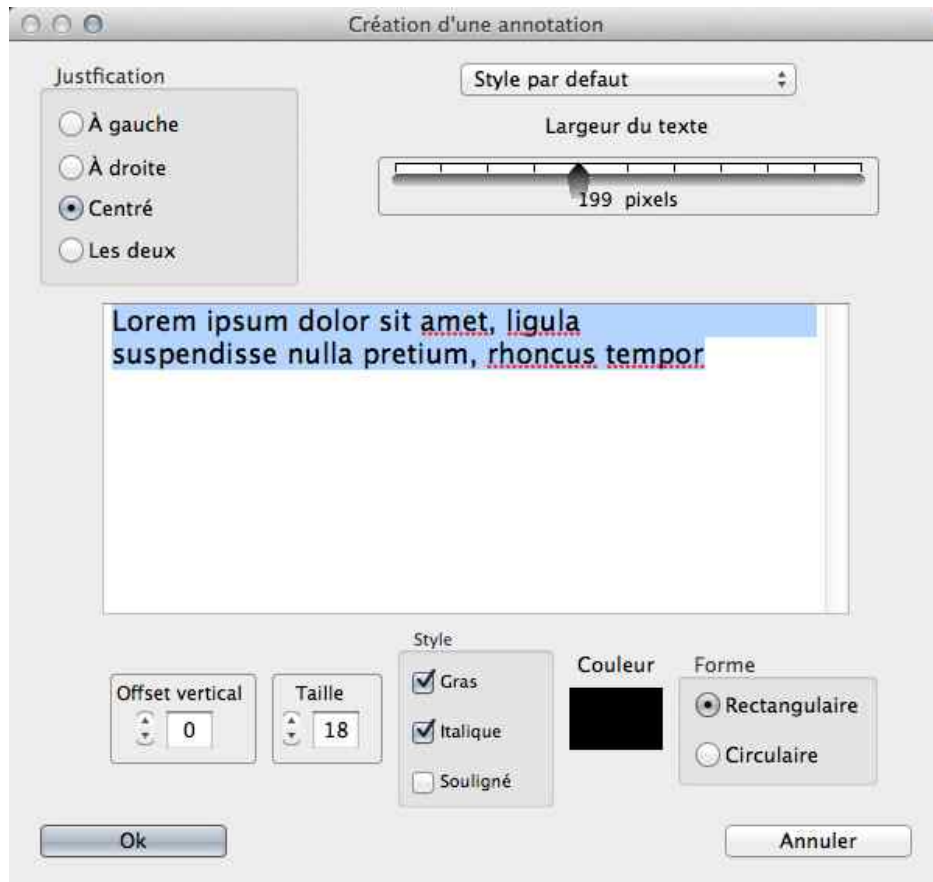 Création d'une annotation
Justfication
À gauche
À droite
Centré
Les deux
Style par defaut
Largeur du texte
199 pixels
Lorem ipsum dolor sit amet, ligula
suspendisse nulla pretium, rhoncus tempor
Offset vertical
0
Taille
18
Style
Gras
Italique
Souligné
Couleur
Forme
Rectangulaire
Circulaire
Ok
Annuler